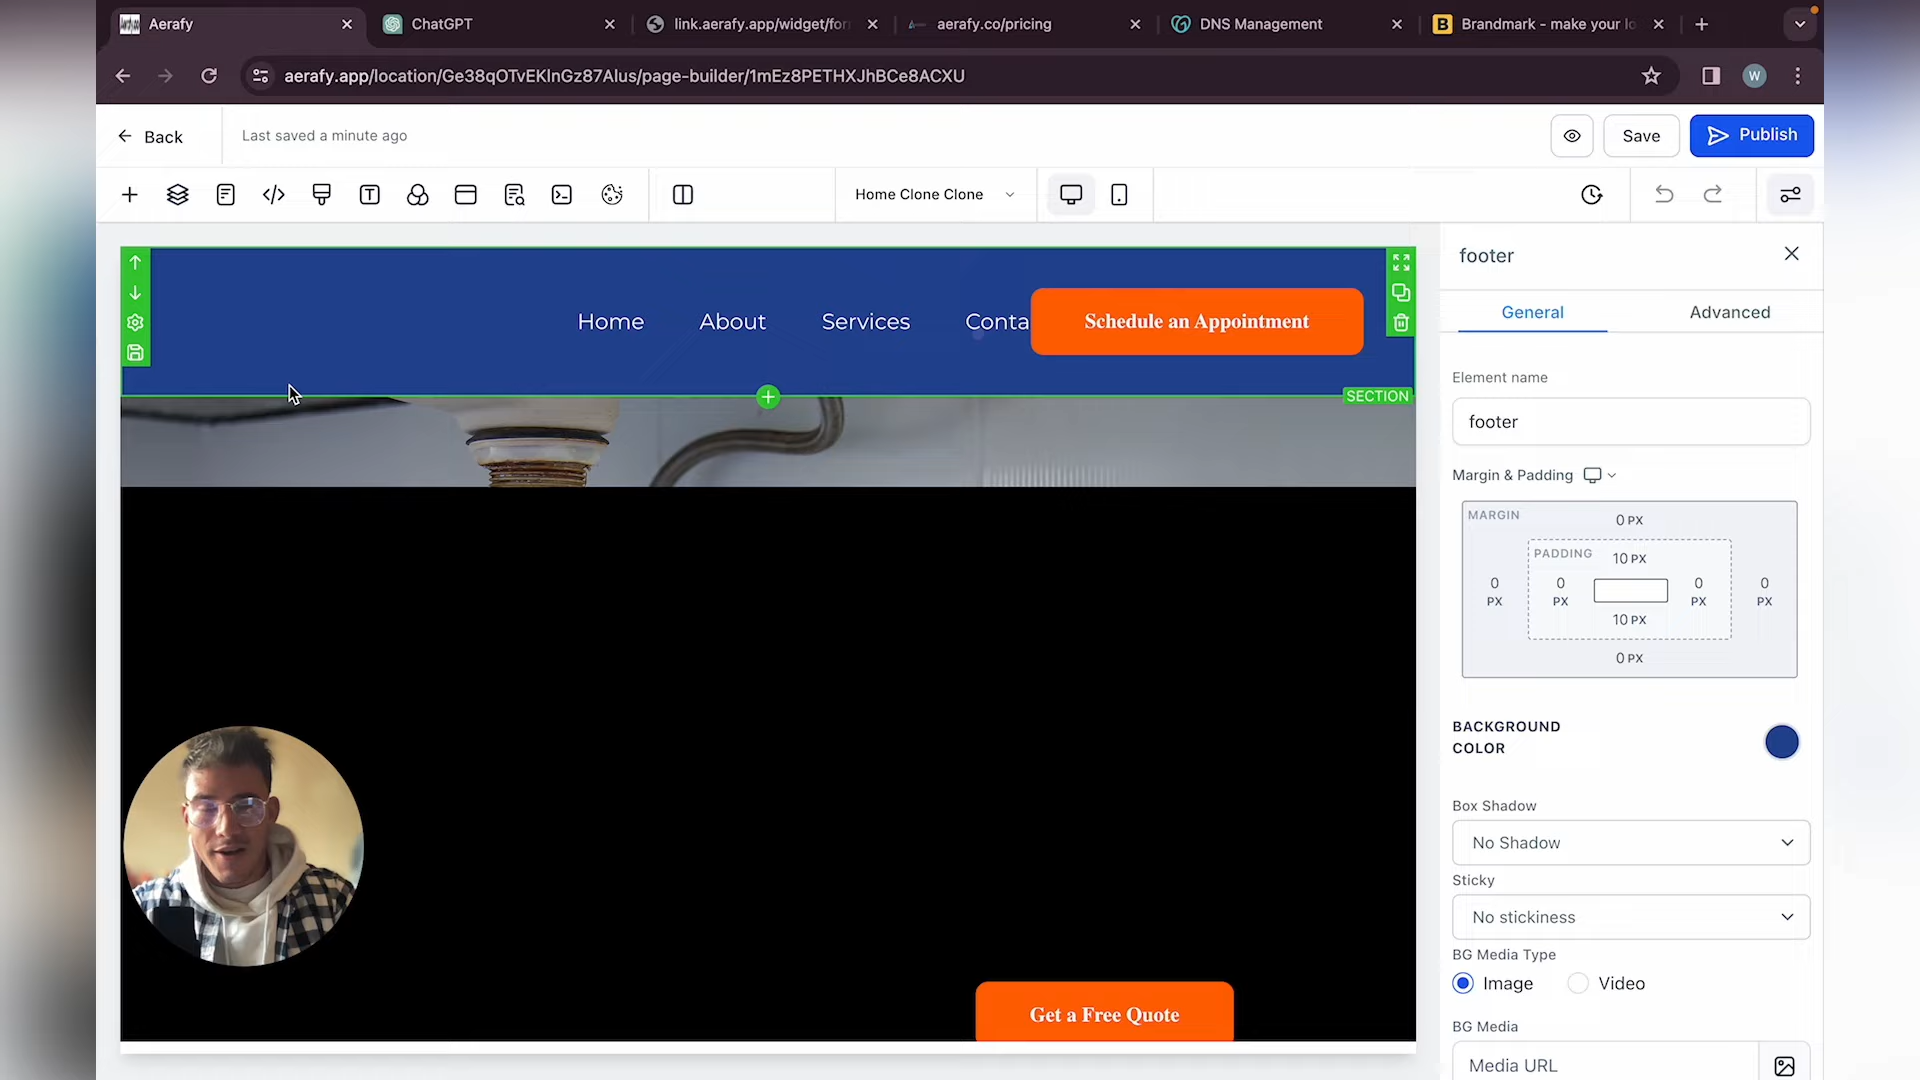 Aerafy
ChatGPT
link.aerafy.app/widget/for
aerafy.co/pricing
DNS Management
Brandmark - make your lo
aerafy.app/location/Ge38qOTvEKlnGz87Alus/page-builder/1mEz8PETHXJhBCe8ACXU
W
Back
Last saved a minute ago
Save
Publish
Home Clone Clone
footer
General
Advanced
Home
About
Services
Conta
Schedule an Appointment
SECTION
Element name
footer
Margin & Padding
MARGIN
0 PX
PADDING
10 PX
0 PX
0 PX
0 PX
0 PX
10 PX
0 PX
BACKGROUND COLOR
Box Shadow
No Shadow
Sticky
No stickiness
BG Media Type
Image
Video
BG Media
Media URL
Get a Free Quote